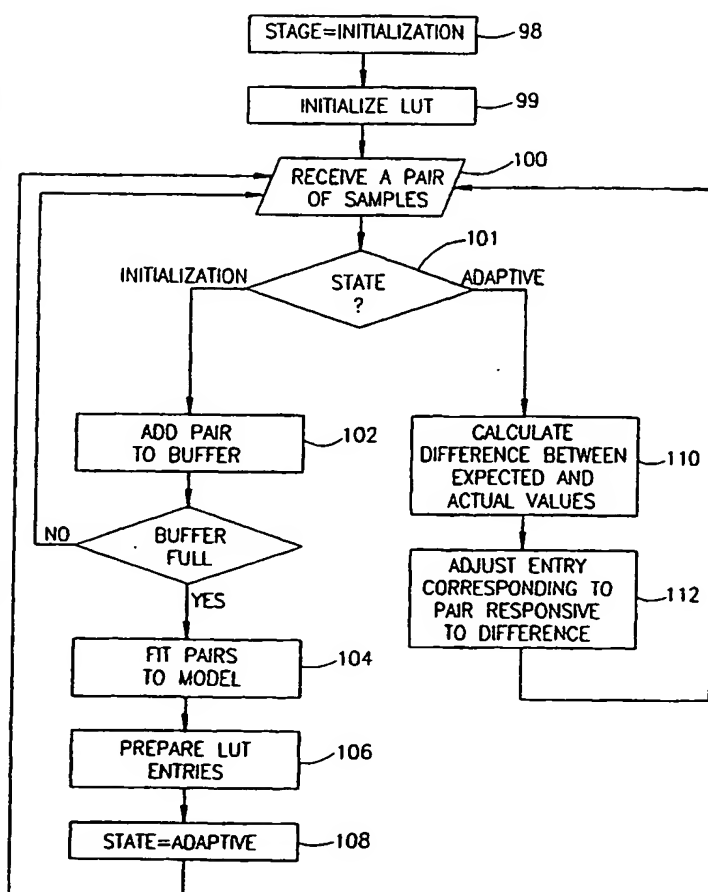 STAGE=INITIALIZATION
98
INITIALIZE LUT
99
RECEIVE A PAIR
OF SAMPLES
100
101
INITIALIZATION
STATE
?
ADAPTIVE
ADD PAIR
TO BUFFER
102
CALCULATE
DIFFERENCE BETWEEN
EXPECTED AND
ACTUAL VALUES
110
NO
BUFFER
FULL
YES
ADJUST ENTRY
CORRESPONDING TO
PAIR RESPONSIVE
TO DIFFERENCE
112
FIT PAIRS
TO MODEL
104
PREPARE LUT
ENTRIES
106
STATE=ADAPTIVE
108